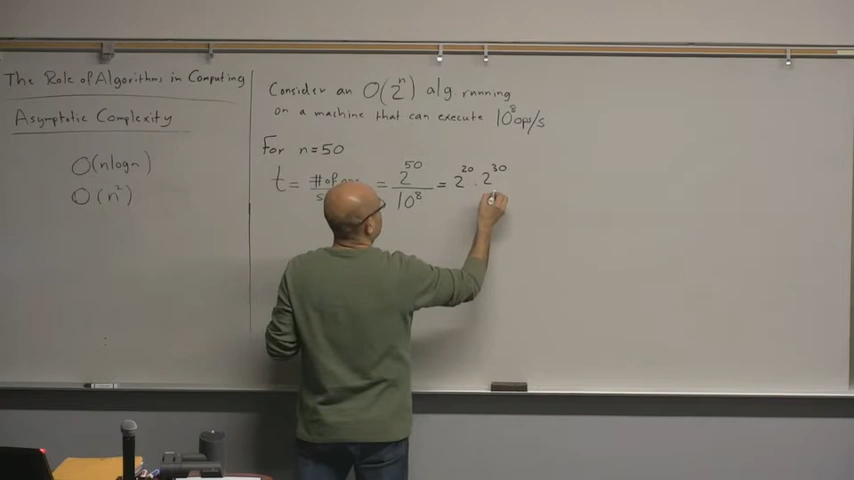 The Role of Algorithms in Computing
Asymptotic Complexity
O(nlogn)
O(n²)
Consider an O(2ⁿ) alg. running
on a machine that can execute 10⁸ ops/s
For n=50
t = # of = 2⁵⁰/10⁸ = 2²⁰ . 2³⁰